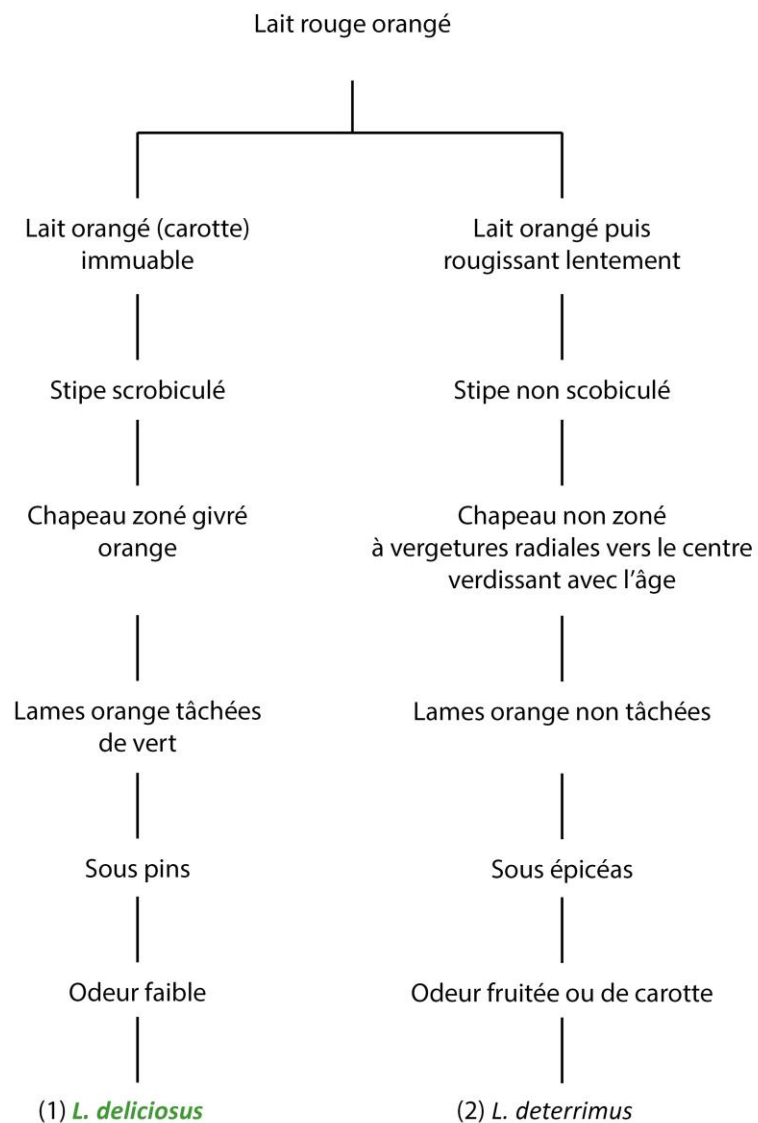 Lait rouge orangé
Lait orangé (carotte)
immuable
Stipe scrobiculé
Chapeau zoné givré
orange
Lames orange tâchées
de vert
Sous pins
Odeur faible
(1) L. deliciosus
Lait orangé puis
rougissant lentement
Stipe non scobiculé
Chapeau non zoné
à vergetures radiales vers le centre
verdissant avec l'âge
Lames orange non tâchées
Sous épicéas
Odeur fruitée ou de carotte
(2) L. deterrimus